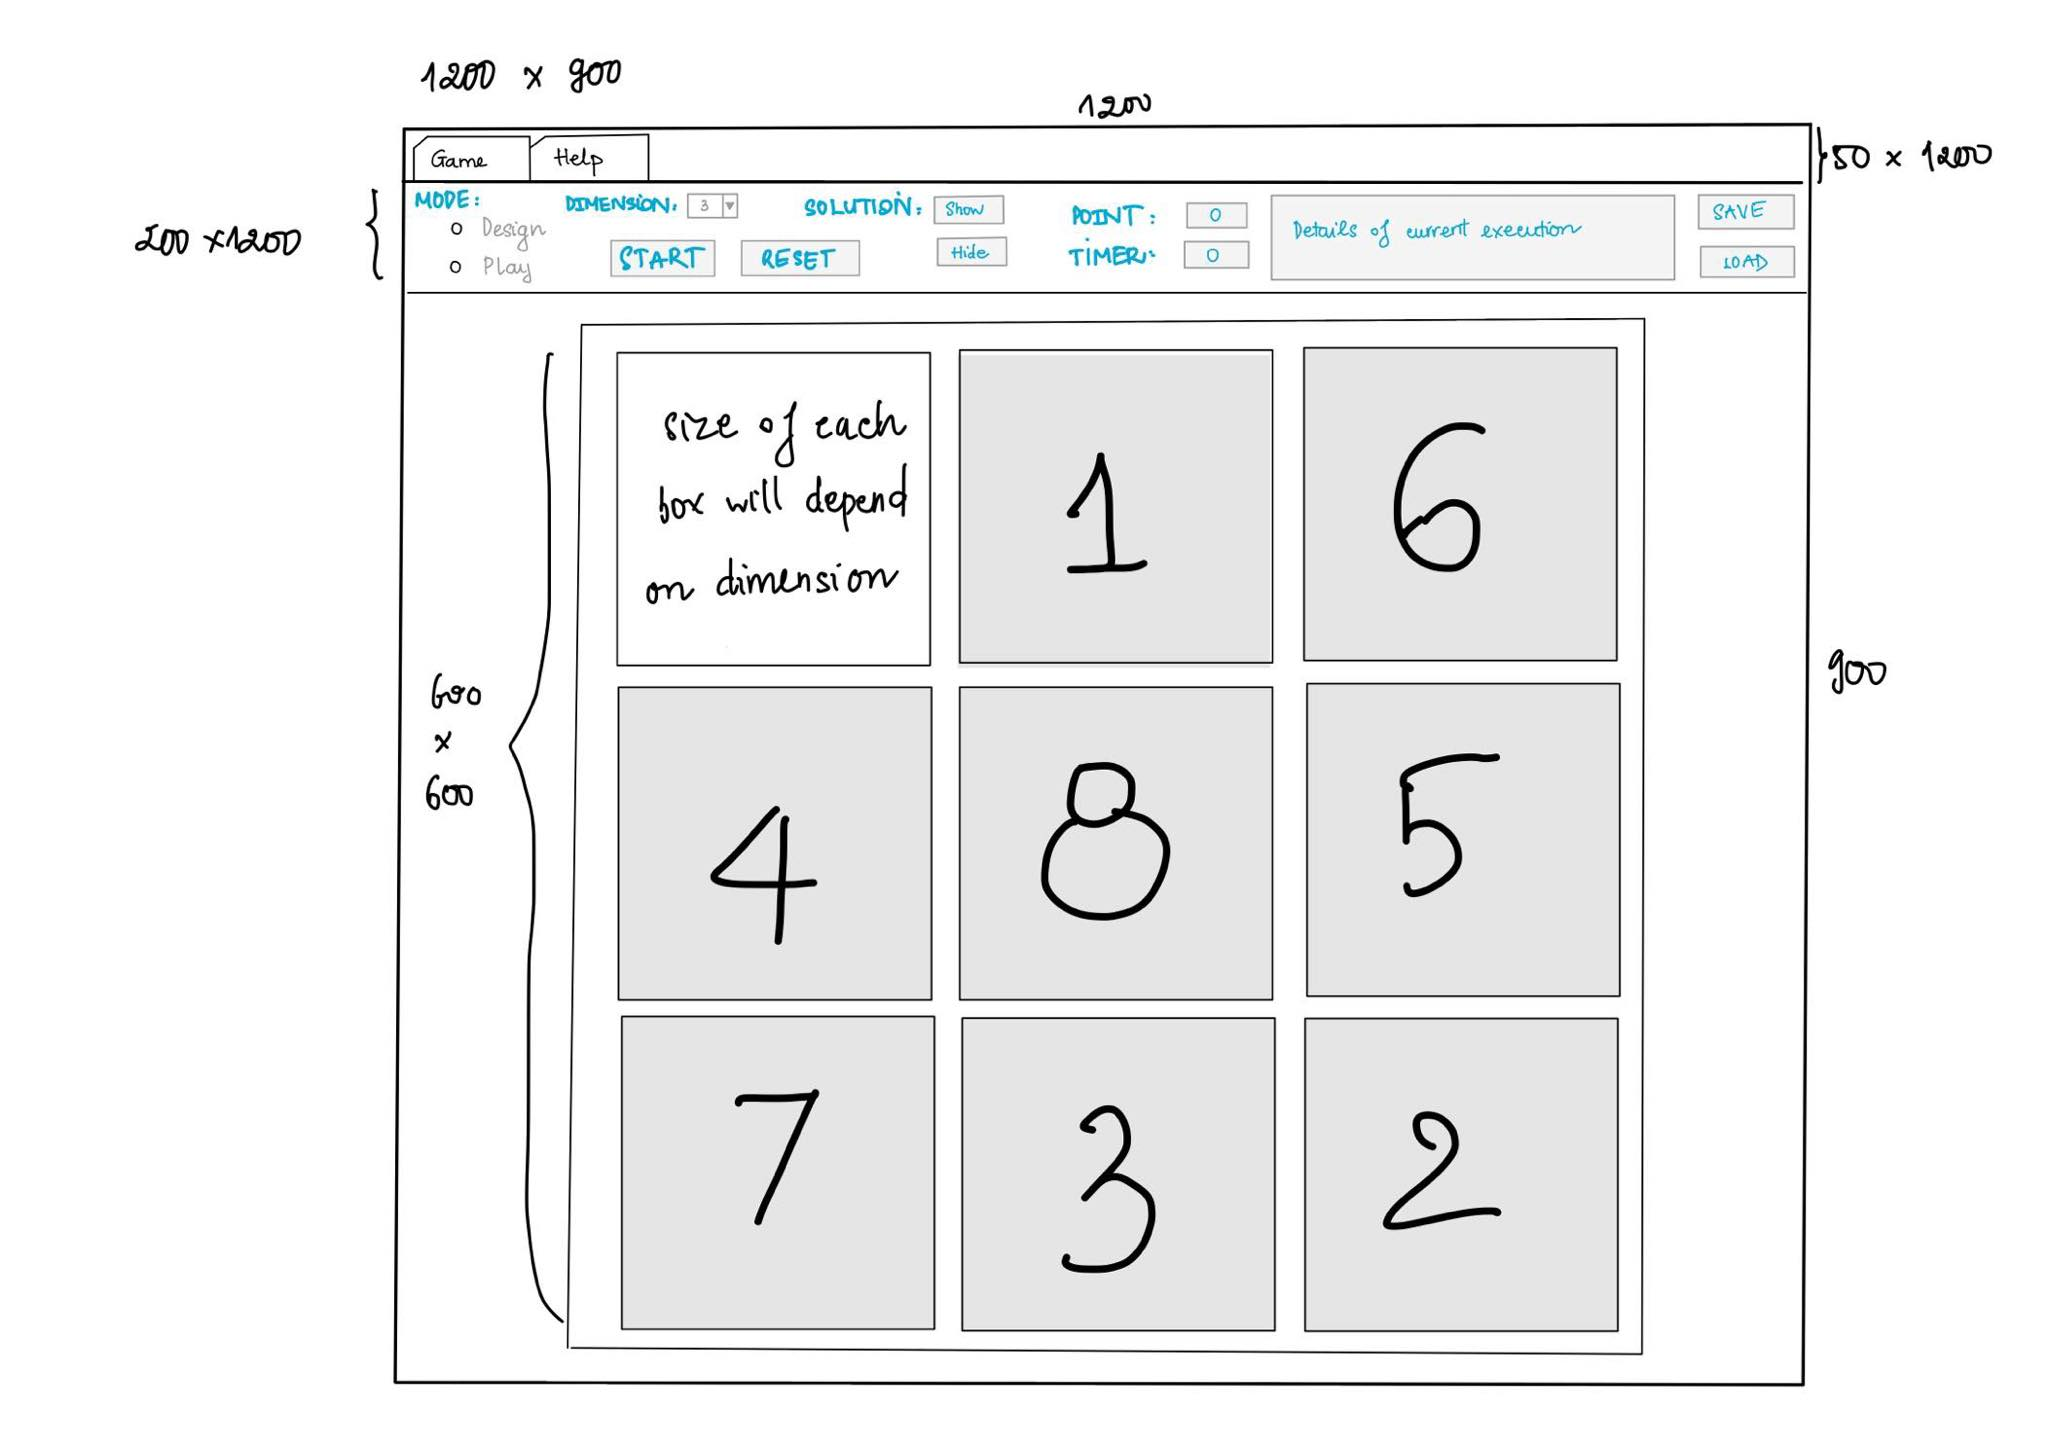 1200 x 900
1200
Game
Help
50 x 1200
200 x 1200
MODE:
Design
Play
DIMENSION:
3
START
RESET
SOLUTION:
Show
Hide
POINT:
0
TIMER:
0
Details of current execution
SAVE
LOAD
size of each
box will depend
on dimension
1
6
600
x
600
900
4
8
5
7
3
2